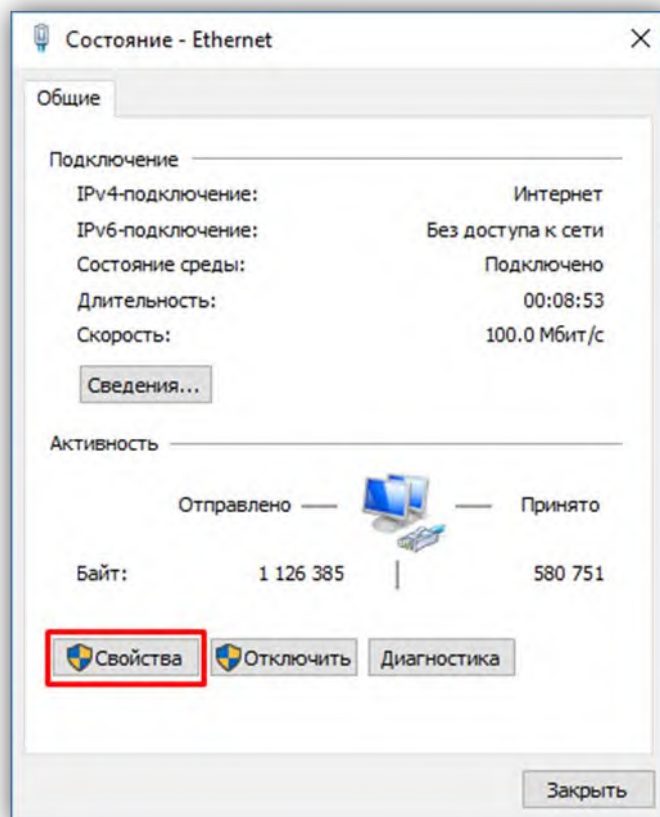 Состояние - Ethernet
Общие
Подключение
IPv4-подключение: Интернет
IPv6-подключение: Без доступа к сети
Состояние среды: Подключено
Длительность: 00:08:53
Скорость: 100.0 Мбит/с
Сведения...
Активность
Отправлено Принято
Байт: 1 126 385 580 751
Свойства Отключить Диагностика
Закрыть